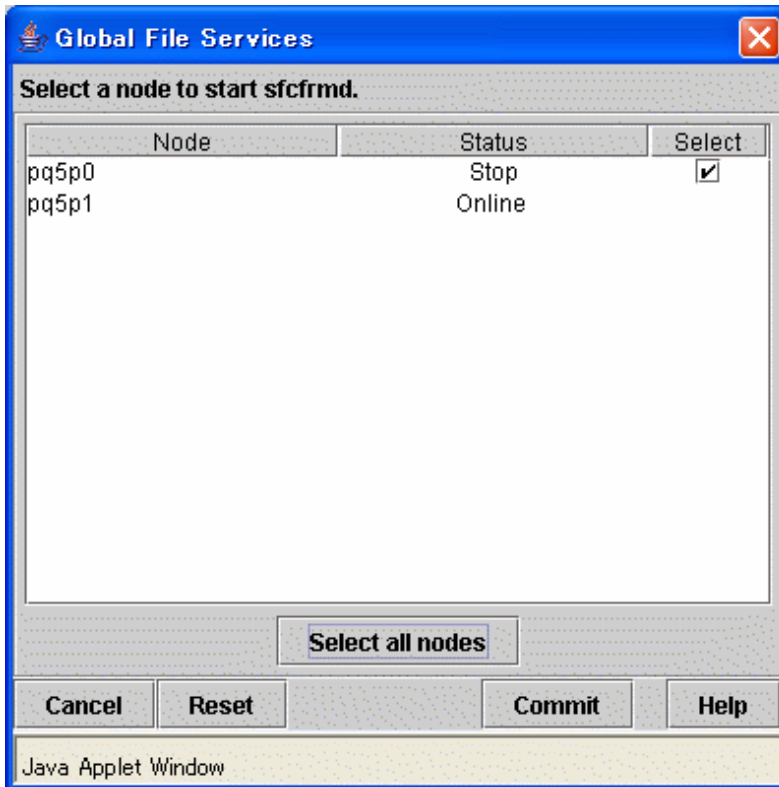 Global File Services
Select a node to start sfcfrmd.
Node Status Select
pq5p0 Stop
pq5p1 Online
Select all nodes
Cancel Reset Commit Help
Java Applet Window